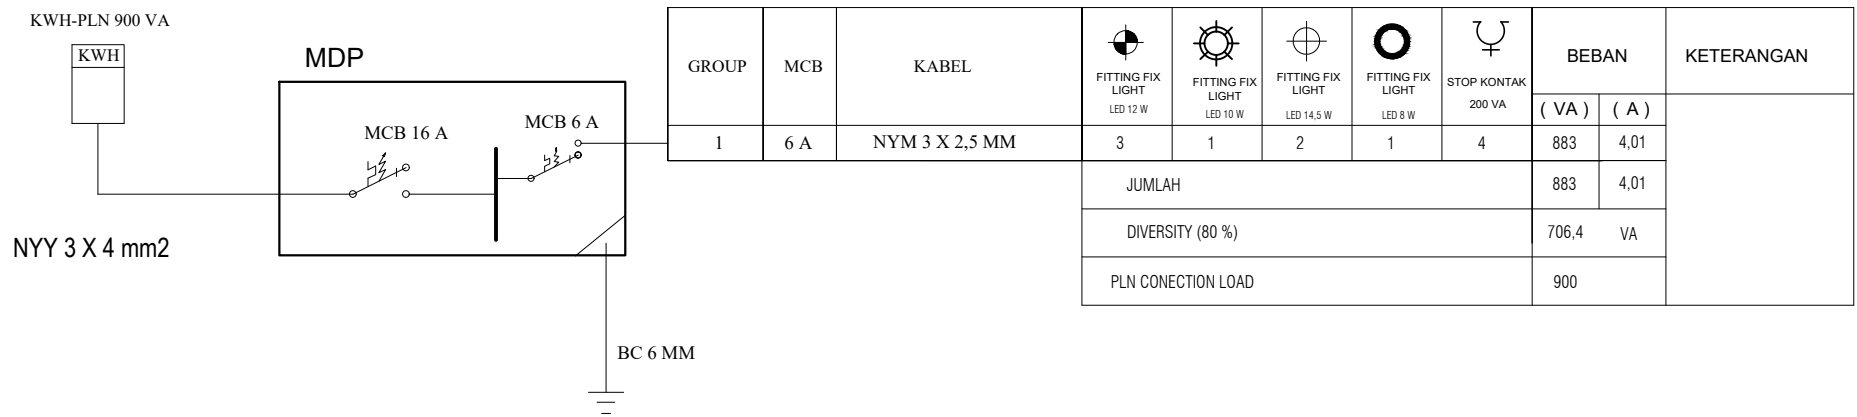 KWH-PLN 900 VA
KWH
MDP
MCB 16 A
MCB 6 A
NYY 3 X 4 mm2
BC 6 MM
GROUP
MCB
KABEL
FITTING FIX
LIGHT
LED 12 W
FITTING FIX
LIGHT
LED 10 W
FITTING FIX
LIGHT
LED 14,5 W
FITTING FIX
LIGHT
LED 8 W
STOP KONTAK
200 VA
BEBAN
KETERANGAN
( VA ) ( A )
1 6 A NYM 3 X 2,5 MM 3 1 2 1 4 883 4,01
JUMLAH 883 4,01
DIVERSITY (80 %) 706,4 VA
PLN CONECTION LOAD 900